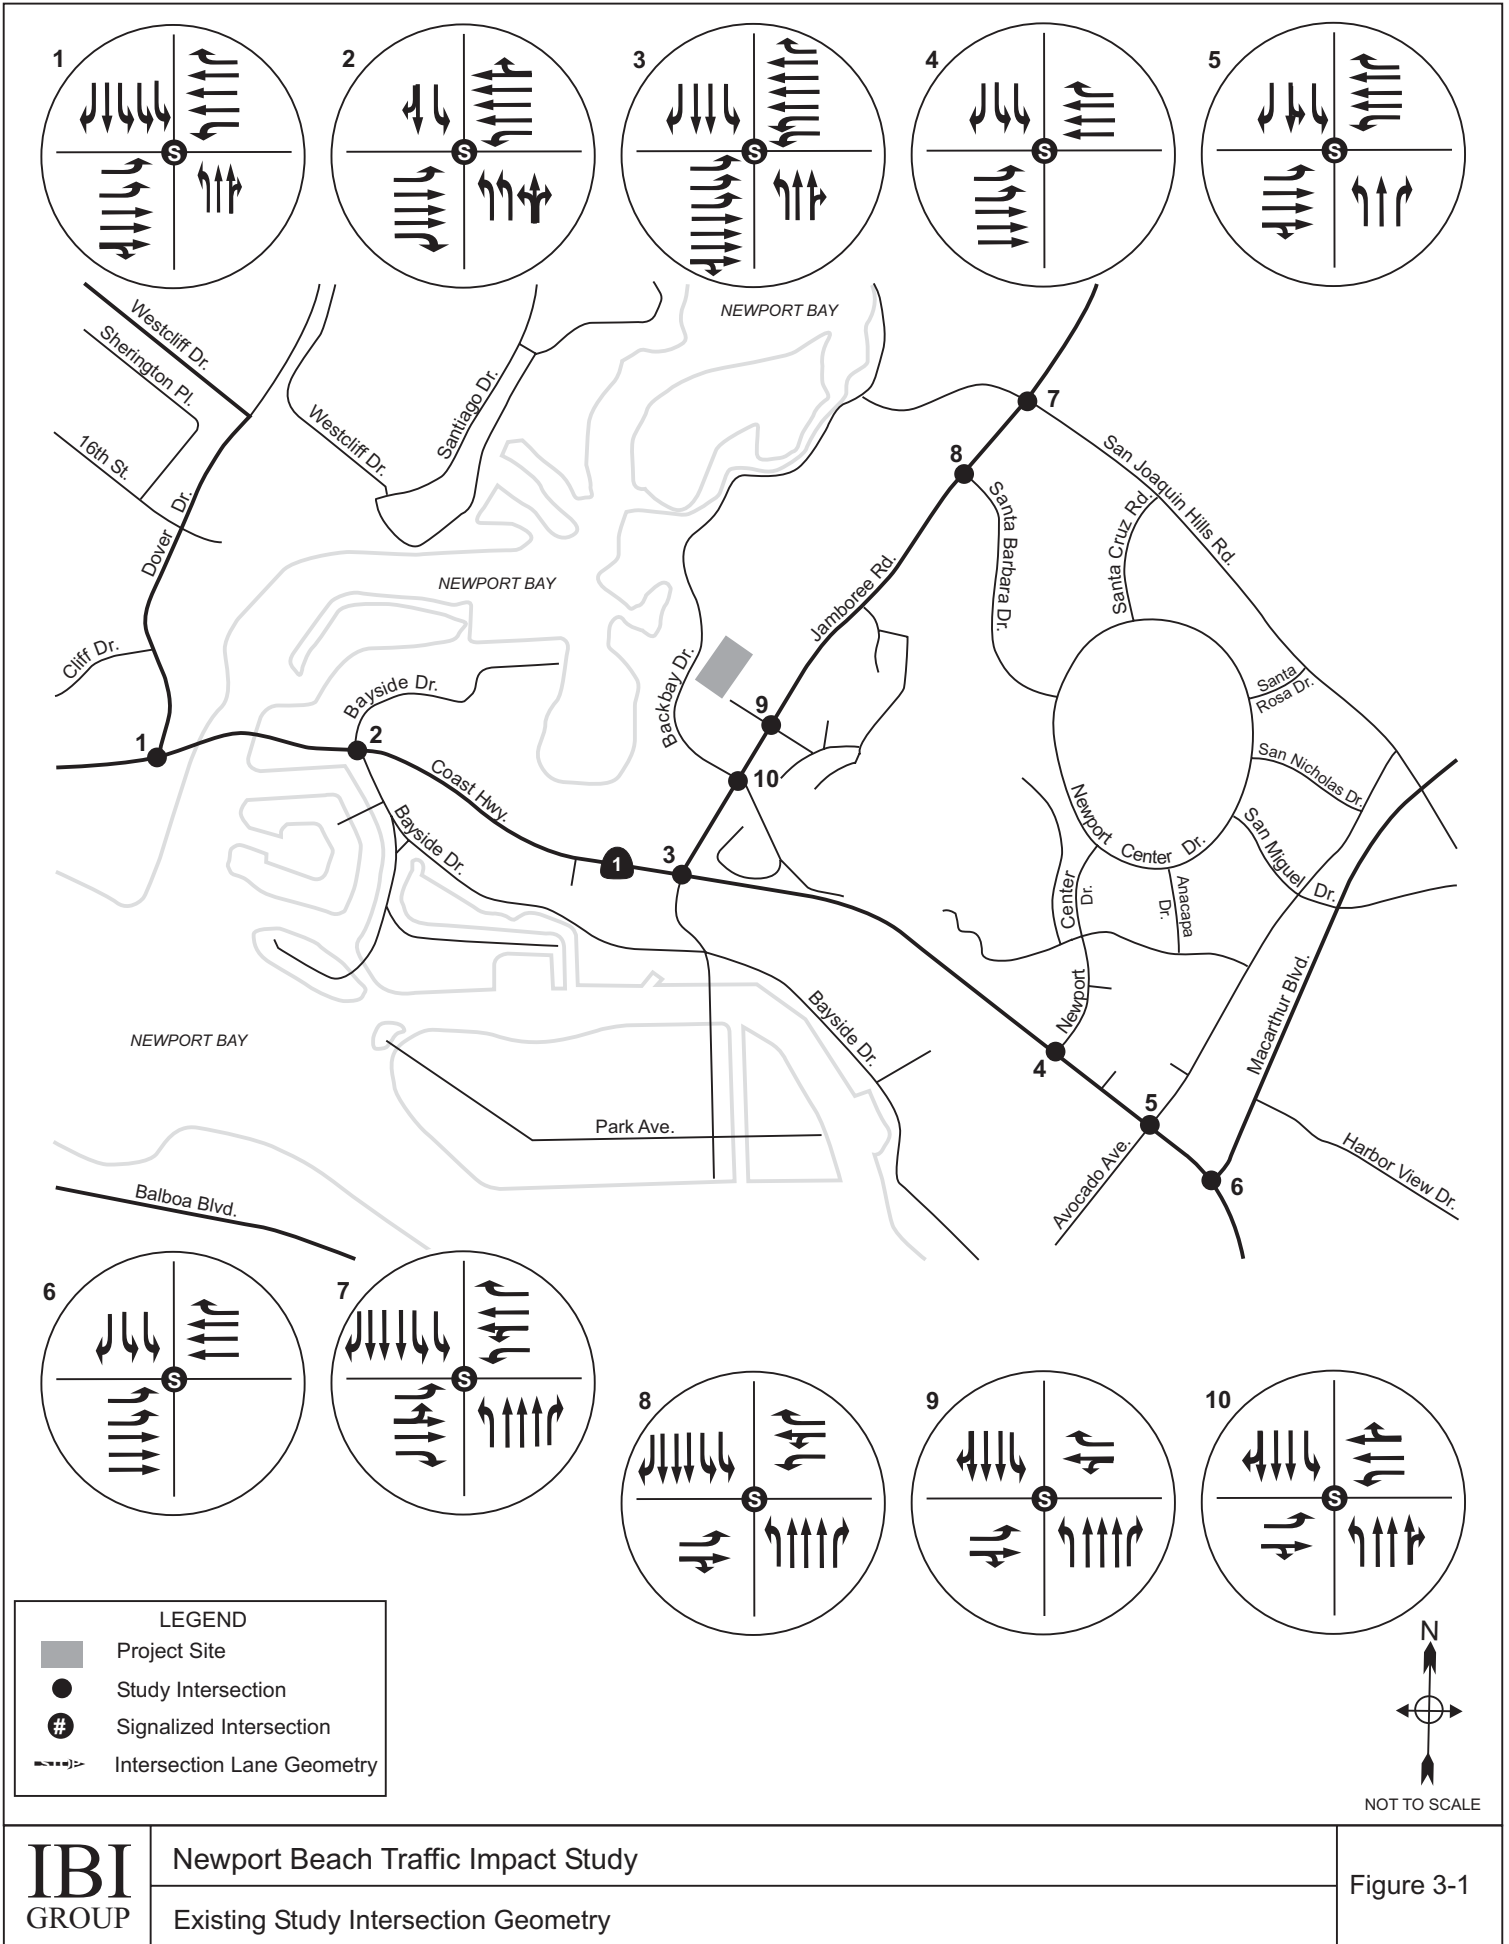 1
2
3
4
5
S
S
S
S
S
NEWPORT BAY
Westcliff Dr.
Sherington Pl.
16th St.
Dover Dr.
Cliff Dr.
Westcliff Dr.
Santiago Dr.
NEWPORT BAY
7
8
San Joaquin Hills Rd.
Santa Cruz Rd.
Santa Barbara Dr.
Jamboree Rd.
Backbay Dr.
Bayside Dr.
Santa
Rosa Dr.
9
1
2
10
San Nicholas Dr.
Coast Hwy.
Bayside Dr.
1
3
Newport Center Dr.
San Miguel Dr.
Center
Dr.
Anacapa
Dr.
Newport
Macarthur Blvd.
Bayside Dr.
NEWPORT BAY
4
5
Park Ave.
Avocado Ave.
6
Harbor View Dr.
Balboa Blvd.
6
7
S
S
8
9
10
S
S
S
LEGEND
Project Site
Study Intersection
# Signalized Intersection
Intersection Lane Geometry
N
NOT TO SCALE
IBI
GROUP
Newport Beach Traffic Impact Study
Existing Study Intersection Geometry
Figure 3-1